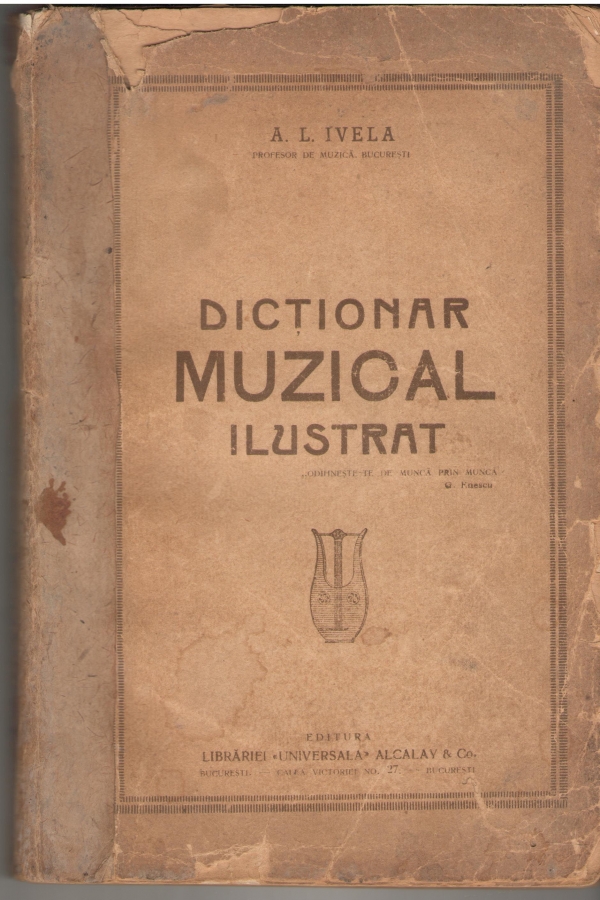 A. L. IVELA
PROFESOR DE MUZICĂ, BUCUREȘTI
DICȚIONAR
MUZICAL
ILUSTRAT
„ODIHNEȘTE-TE DE MUNCĂ PRIN MUNCĂ
G. Enescu
EDITURA
LIBRĂRIEI «UNIVERSALA» ALCALAY & Co.
BUCUREȘTI. — CALEA VICTORIEI NO. 27 — BUCUREȘTI